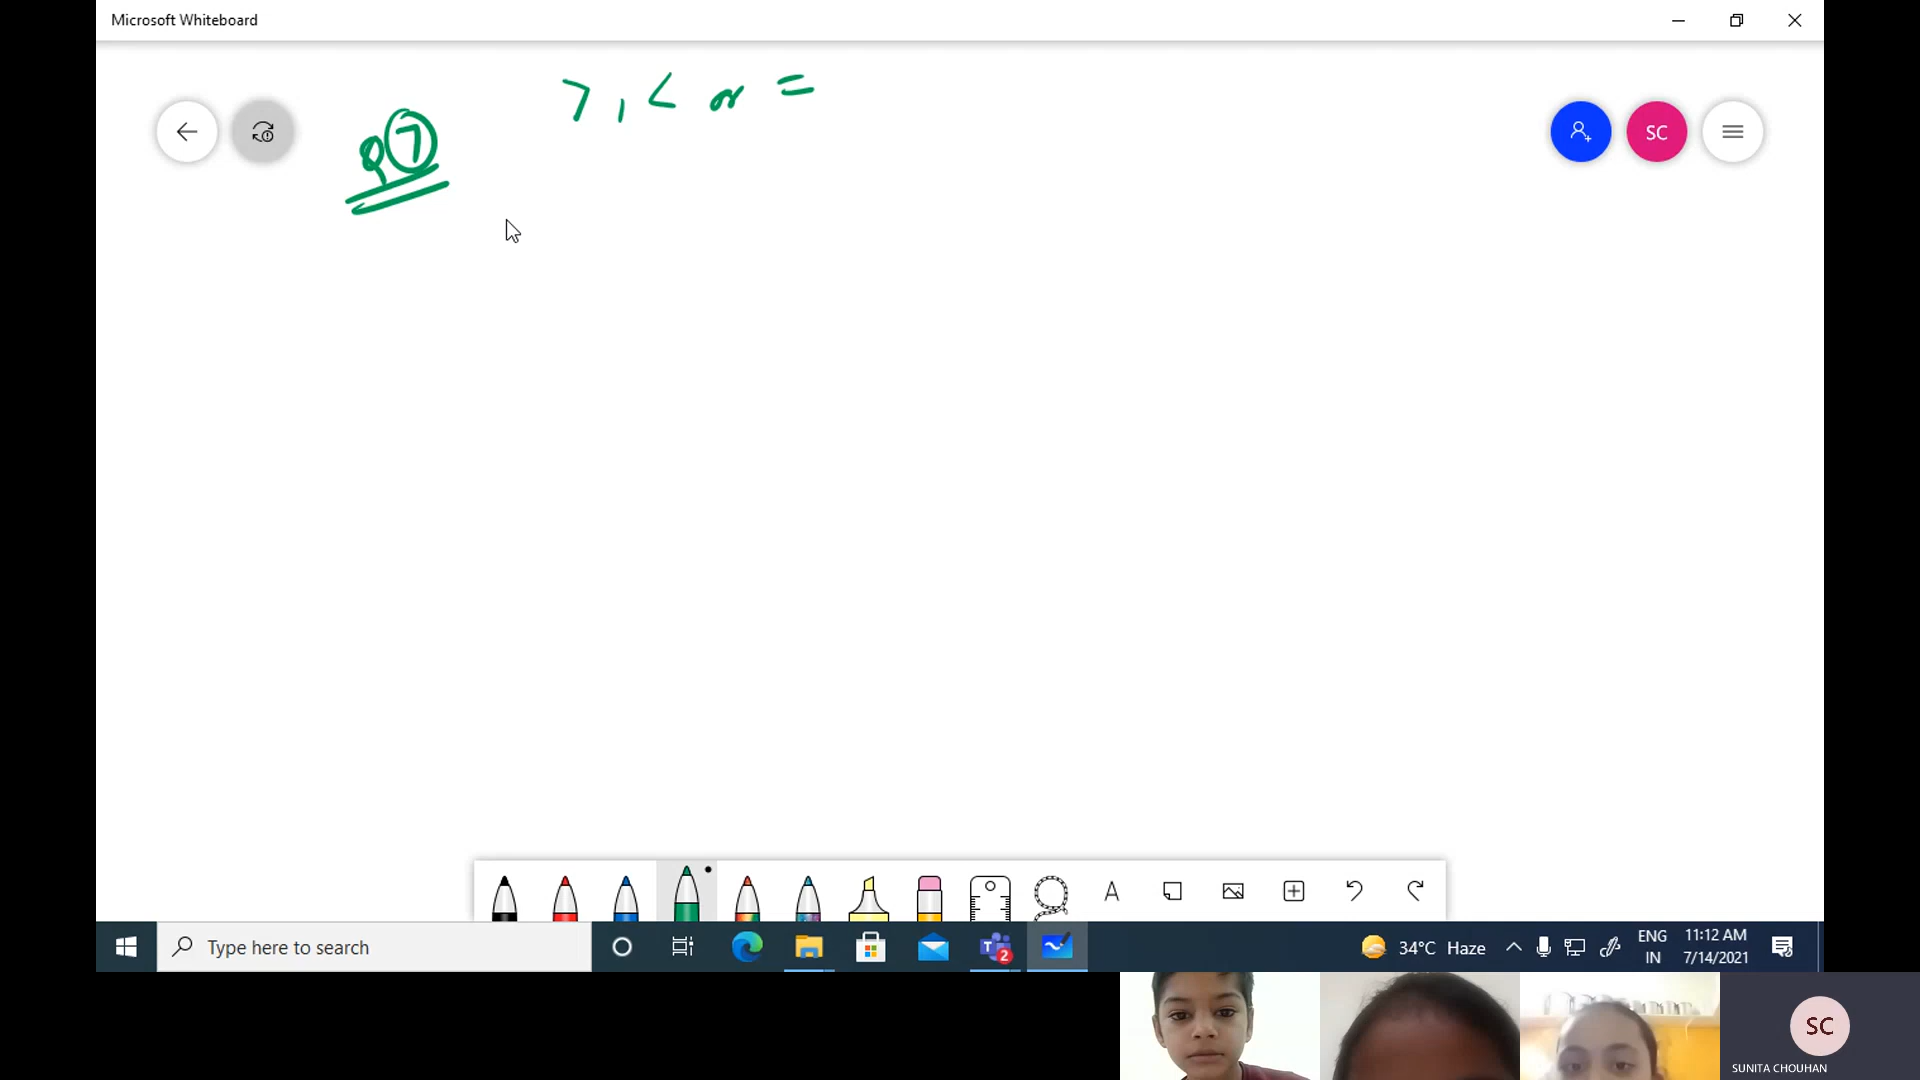 Microsoft Whiteboard
>, < or =
Q 7
SC
A
Type here to search
2
34°C Haze
ENG
IN
11:12 AM
7/14/2021
SC
SUNITA CHOUHAN